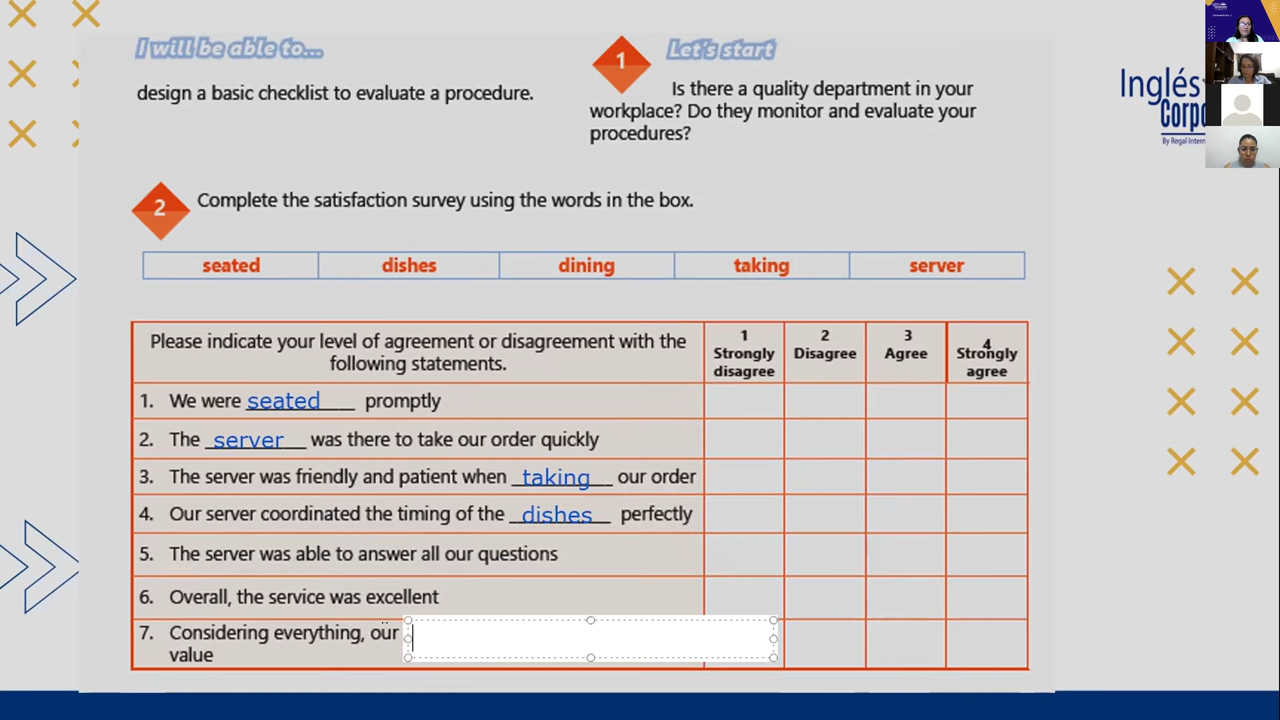 I will be able to...
design a basic checklist to evaluate a procedure.
1
Let's start
Is there a quality department in your
workplace? Do they monitor and evaluate your
procedures?
Inglés
Corpo
By Regal Intern
2
Complete the satisfaction survey using the words in the box.
seated dishes dining taking server
Please indicate your level of agreement or disagreement with the
following statements.
1
Strongly
disagree
2
Disagree
3
Agree
4
Strongly
agree
1. We were seated promptly
2. The server was there to take our order quickly
3. The server was friendly and patient when taking our order
4. Our server coordinated the timing of the dishes perfectly
5. The server was able to answer all our questions
6. Overall, the service was excellent
7. Considering everything, our
value